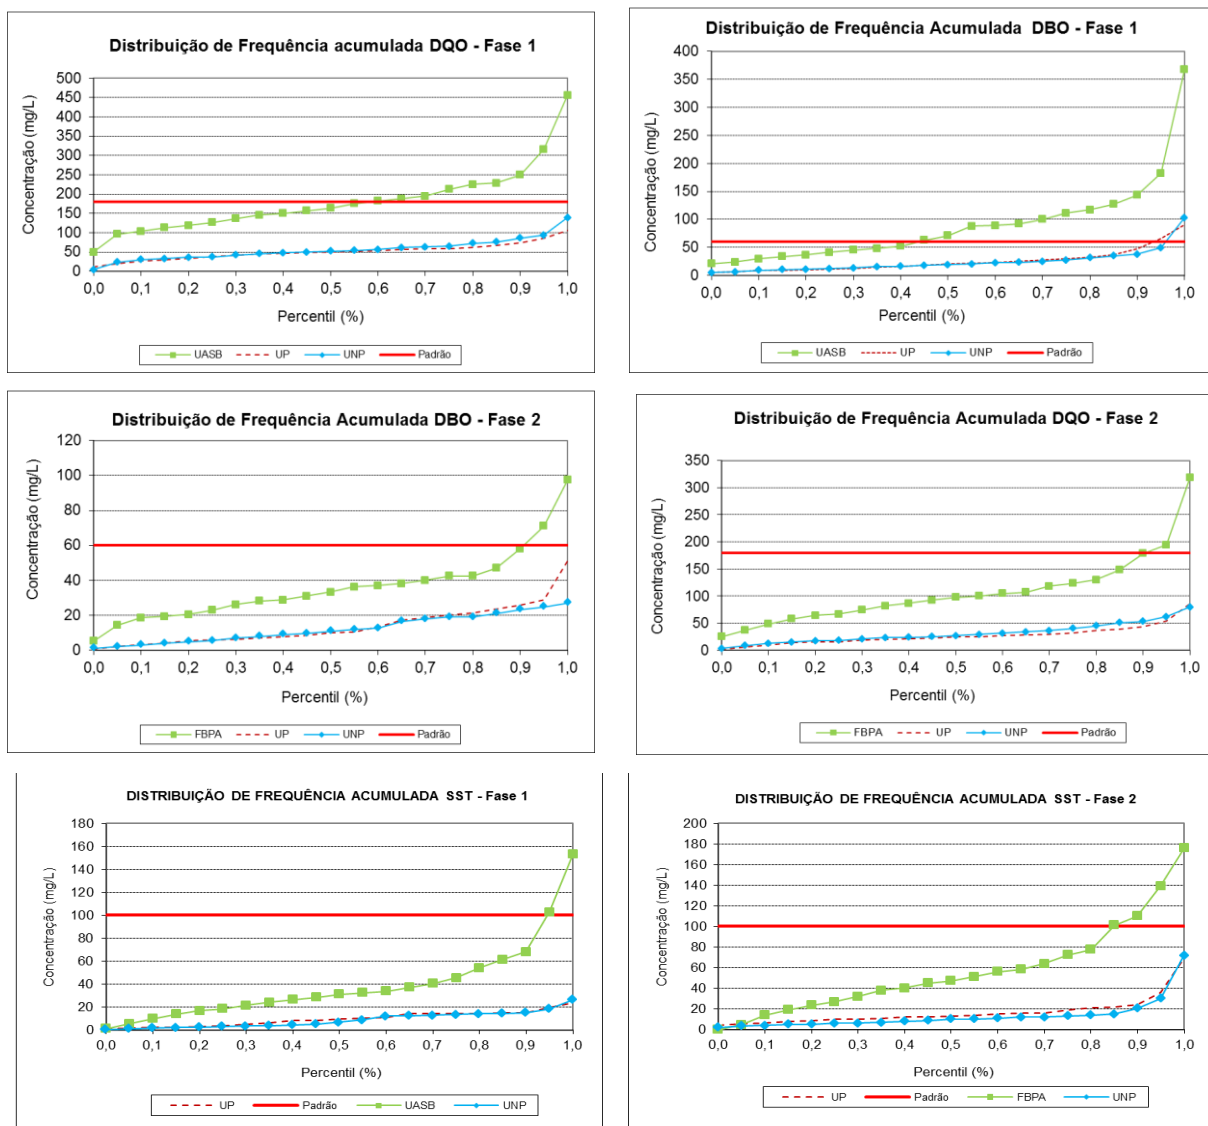 Distribuição de Frequência acumulada DQO - Fase 1
Concentração (mg/L)
500
450
400
350
300
250
200
150
100
50
0
0,0 0,1 0,2 0,3 0,4 0,5 0,6 0,7 0,8 0,9 1,0
Percentil (%)
UASB UP UNP Padrão
Distribuição de Frequência Acumulada DBO - Fase 1
Concentração (mg/L)
400
350
300
250
200
150
100
50
0
0,0 0,1 0,2 0,3 0,4 0,5 0,6 0,7 0,8 0,9 1,0
Percentil (%)
UASB UP UNP Padrão
Distribuição de Frequência Acumulada DBO - Fase 2
Concentração (mg/L)
120
100
80
60
40
20
0
0,0 0,1 0,2 0,3 0,4 0,5 0,6 0,7 0,8 0,9 1,0
Percentil (%)
FBPA UP UNP Padrão
Distribuição de Frequência Acumulada DQO - Fase 2
Concentração (mg/L)
350
300
250
200
150
100
50
0
0,0 0,1 0,2 0,3 0,4 0,5 0,6 0,7 0,8 0,9 1,0
Percentil (%)
FBPA UP UNP Padrão
DISTRIBUIÇÃO DE FREQUÊNCIA ACUMULADA SST - Fase 1
Concentração (mg/L)
180
160
140
120
100
80
60
40
20
0
0,0 0,1 0,2 0,3 0,4 0,5 0,6 0,7 0,8 0,9 1,0
Percentil (%)
UP Padrão UASB UNP
DISTRIBUIÇÃO DE FREQUÊNCIA ACUMULADA SST - Fase 2
Concentração (mg/L)
200
180
160
140
120
100
80
60
40
20
0
0,0 0,1 0,2 0,3 0,4 0,5 0,6 0,7 0,8 0,9 1,0
Percentil (%)
UP Padrão FBPA UNP